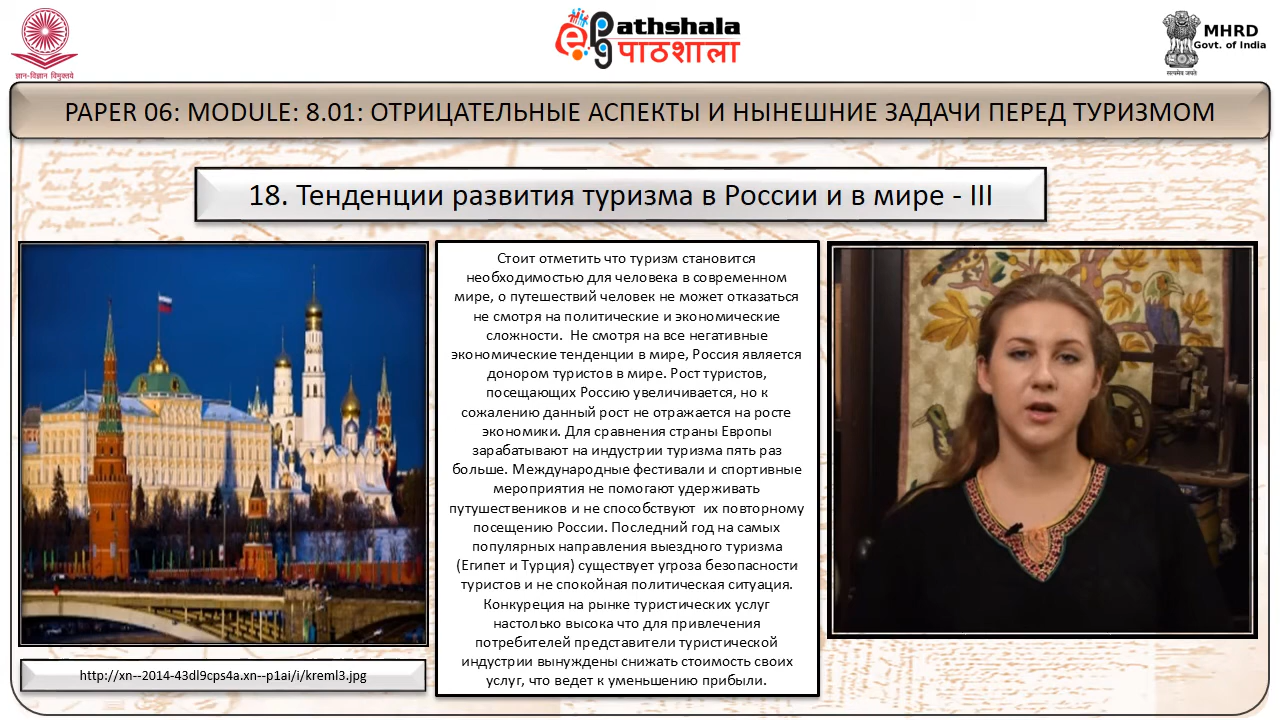 ज्ञान-विज्ञान विमुक्तये
ePgathshala
पाठशाला
MHRD
Govt. of India
सत्यमेव जयते
PAPER 06: MODULE: 8.01: ОТРИЦАТЕЛЬНЫЕ АСПЕКТЫ И НЫНЕШНИЕ ЗАДАЧИ ПЕРЕД ТУРИЗМОМ
18. Тенденции развития туризма в России и в мире - III
Стоит отметить что туризм становится
необходимостью для человека в современном
мире, о путешествий человек не может отказаться
не смотря на политические и экономические
сложности.  Не смотря на все негативные
экономические тенденции в мире, Россия является
донором туристов в мире. Рост туристов,
посещающих Россию увеличивается, но к
сожалению данный рост не отражается на росте
экономики. Для сравнения страны Европы
зарабатывают на индустрии туризма пять раз
больше. Международные фестивали и спортивные
мероприятия не помогают удерживать
путушествеников и не способствуют  их повторному
посещению России. Последний год на самых
популярных направления выездного туризма
(Египет и Турция) существует угроза безопасности
туристов и не спокойная политическая ситуация.
Конкуреция на рынке туристических услуг
настолько высока что для привлечения
потребителей представители туристической
индустрии вынуждены снижать стоимость своих
услуг, что ведет к уменьшению прибыли.
http://xn--2014-43dl9cps4a.xn--p1ai/i/kreml3.jpg